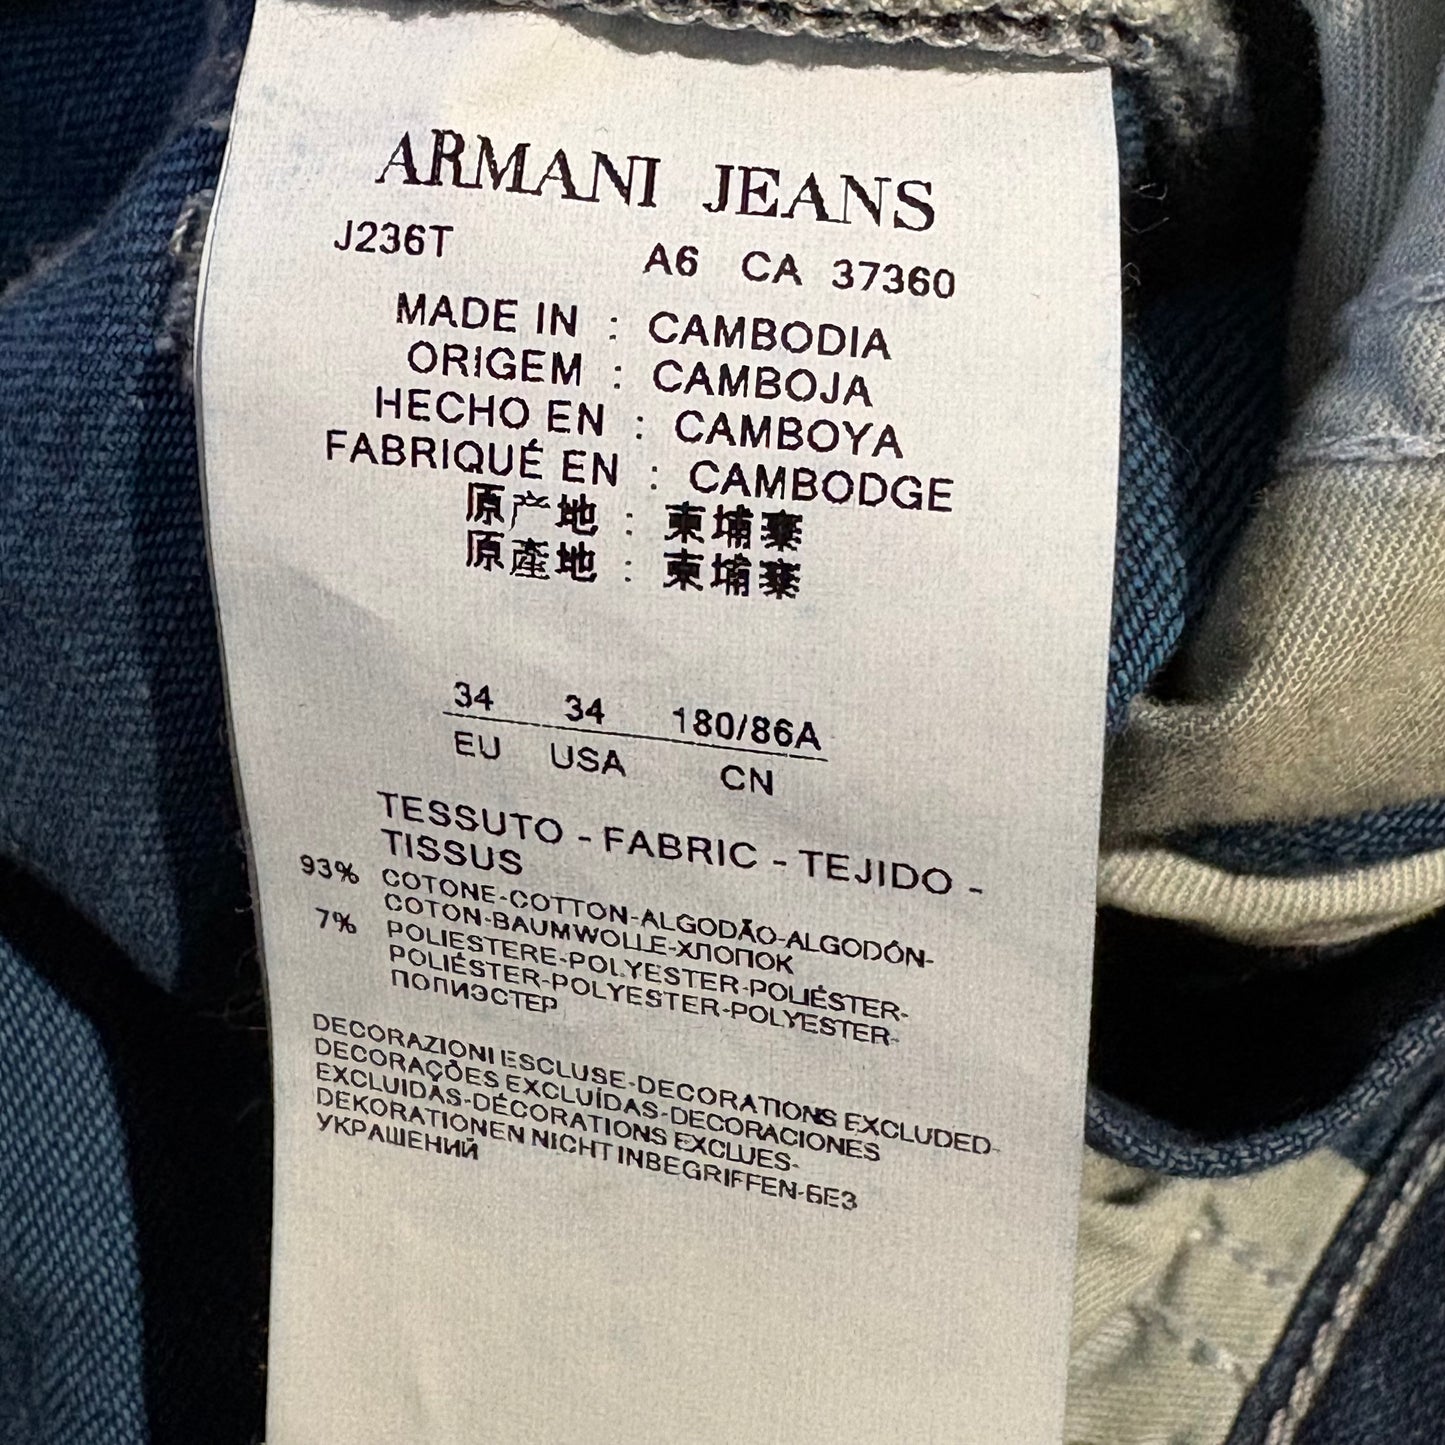 ARMANI JEANS
J236T A6 CA 37360
MADE IN : CAMBODIA
ORIGEM : CAMBOJA
HECHO EN : CAMBOYA
FABRIQUÉ EN : CAMBODGE
原产地 : 柬埔寨
原產地 : 柬埔寨
34 34 180/86A
EU USA CN
TESSUTO - FABRIC - TEJIDO -
TISSUS
93% COTONE-COTTON-ALGODÃO-ALGODÓN-
COTON-BAUMWOLLE-ХЛОПОК
7% POLIESTERE-POLYESTER-POLIÉSTER-
POLIÉSTER-POLYESTER-POLYESTER-
ПОЛИЭСТЕР
DECORAZIONI ESCLUSE-DECORATIONS EXCLUDED-
DECORAÇÕES EXCLUÍDAS-DECORACIONES
EXCLUIDAS-DÉCORATIONS EXCLUES-
DEKORATIONEN NICHT INBEGRIFFEN-БЕЗ
УКРАШЕНИЙ